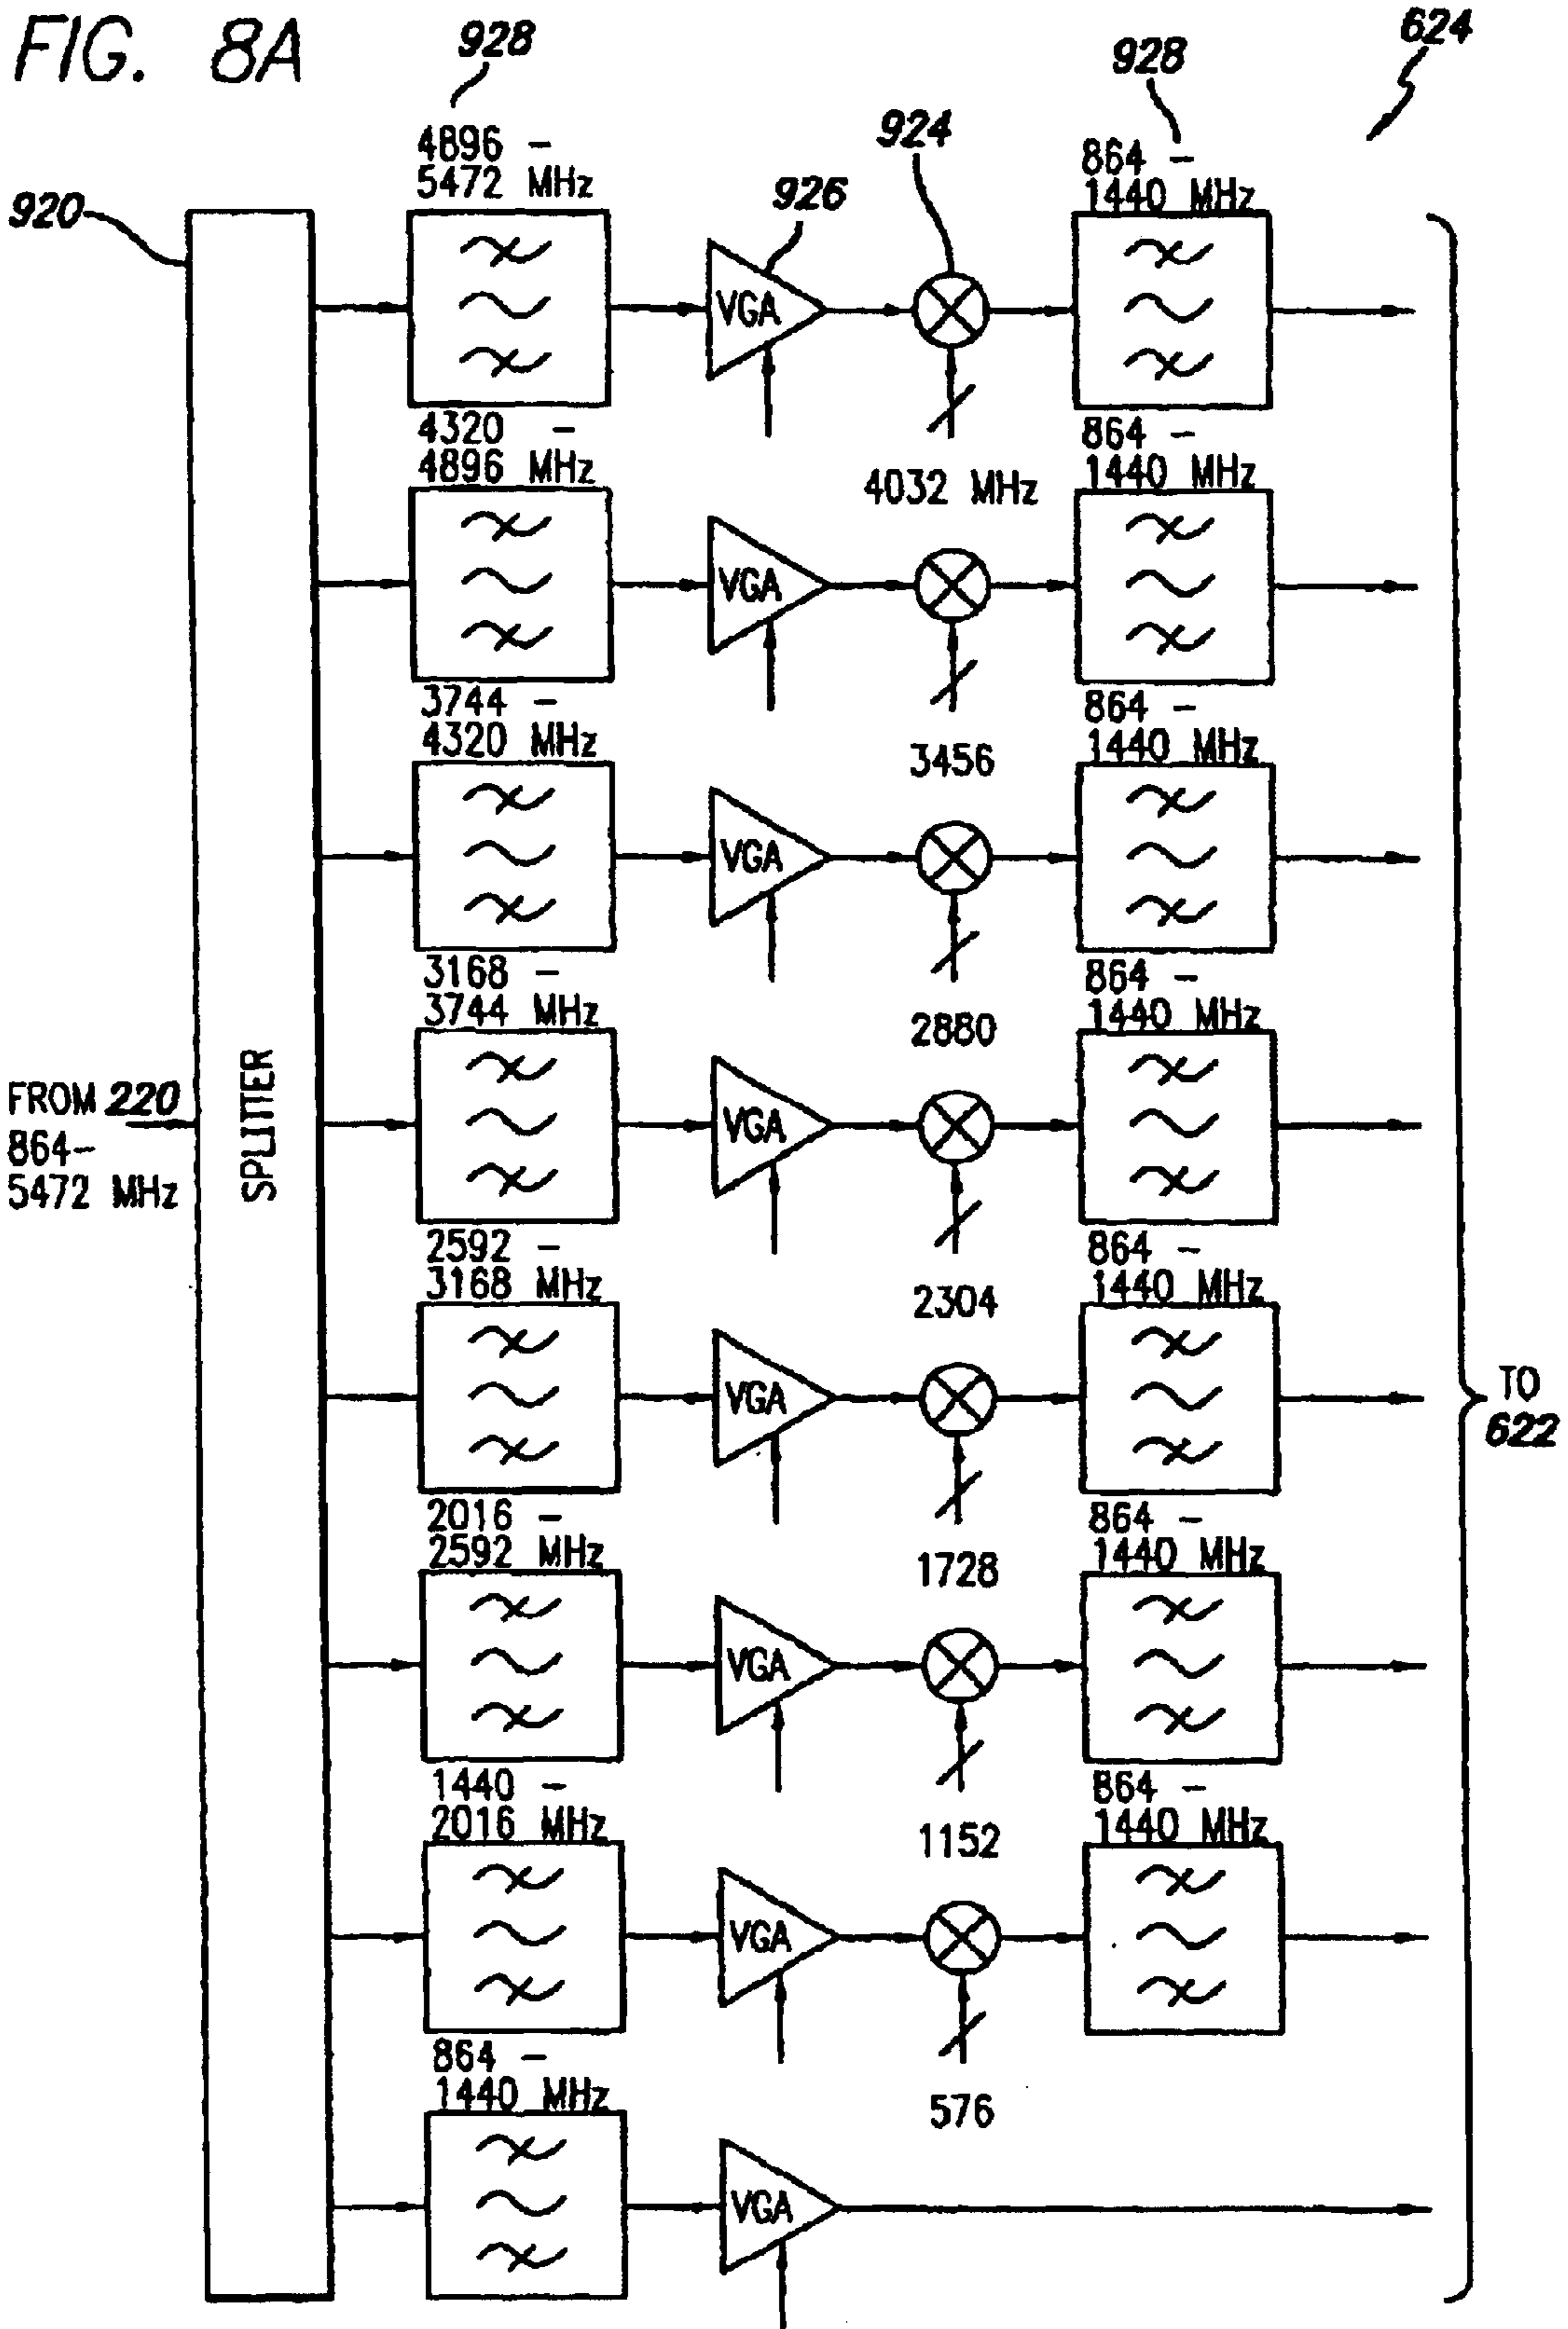 FIG. 8A
928
928
624
924
926
920
4896 -
5472 MHz
864 -
1440 MHz
VGA
4032 MHz
4320 -
4896 MHz
864 -
1440 MHz
VGA
3456
3744 -
4320 MHz
864 -
1440 MHz
VGA
2880
3168 -
3744 MHz
864 -
1440 MHz
FROM 220
864-
5472 MHz
SPLITTER
VGA
2304
2592 -
3168 MHz
864 -
1440 MHz
VGA
1728
TO
622
2016 -
2592 MHz
864 -
1440 MHz
VGA
1152
1440 -
2016 MHz
864 -
1440 MHz
VGA
576
864 -
1440 MHz
VGA